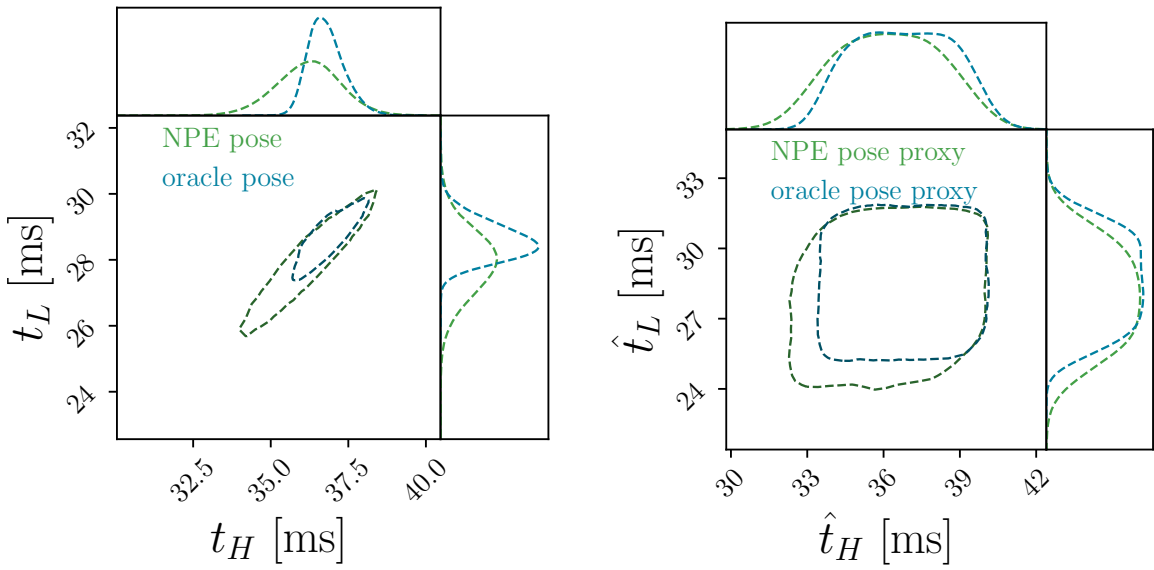 32
30
28
26
24
t_L [ms]
NPE pose
oracle pose
32.5
35.0
37.5
40.0
t_H [ms]
33
30
27
24
\hat{t}_L [ms]
NPE pose proxy
oracle pose proxy
30
33
36
39
42
\hat{t}_H [ms]